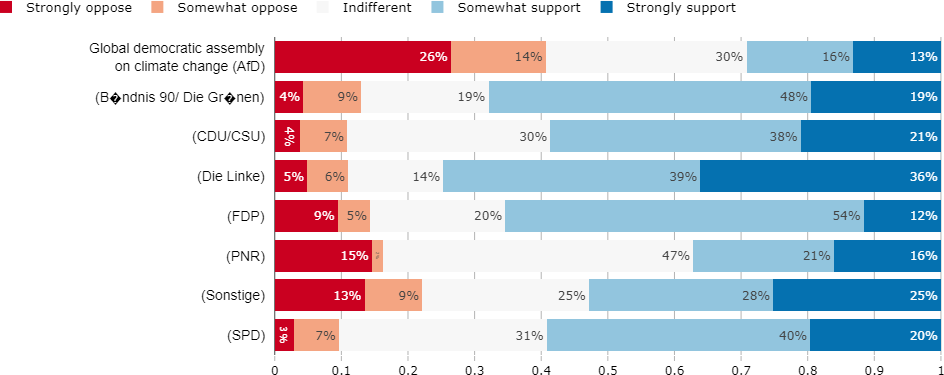 Strongly oppose Somewhat oppose Indifferent Somewhat support Strongly support
Global democratic assembly
on climate change (AfD) 26% 14% 30% 16% 13%
(B�ndnis 90/ Die Gr�nen) 4% 9% 19% 48% 19%
(CDU/CSU) 4% 7% 30% 38% 21%
(Die Linke) 5% 6% 14% 39% 36%
(FDP) 9% 5% 20% 54% 12%
(PNR) 15% 47% 21% 16%
(Sonstige) 13% 9% 25% 28% 25%
(SPD) 3% 7% 31% 40% 20%
0 0.1 0.2 0.3 0.4 0.5 0.6 0.7 0.8 0.9 1